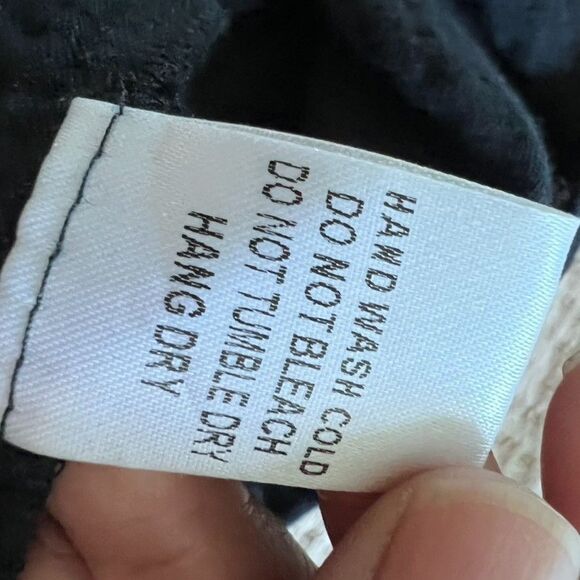 HAND WASH COLD
DO NOT BLEACH
DO NOT TUMBLE DRY
HANG DRY